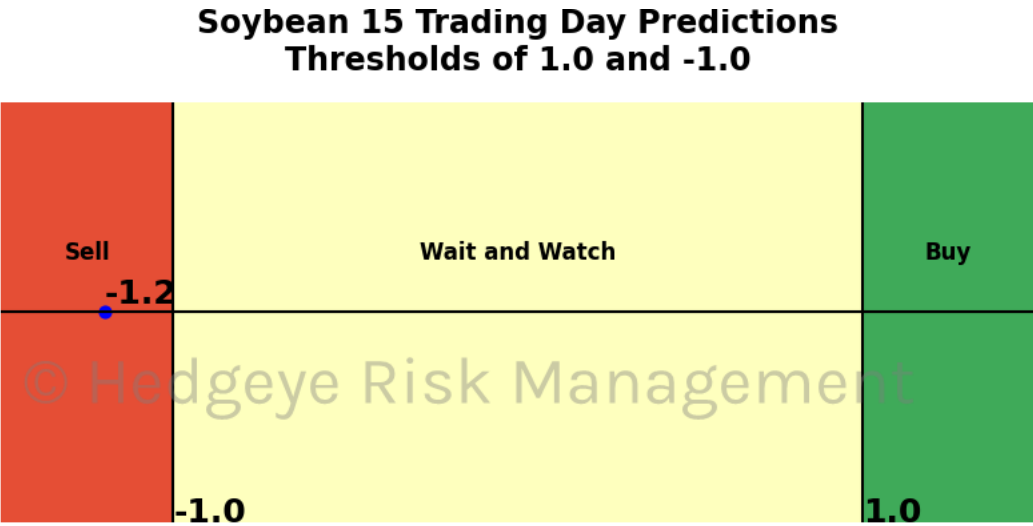 Soybean 15 Trading Day Predictions
Thresholds of 1.0 and -1.0
Sell
Wait and Watch
Buy
-1.2
© Hedgeye Risk Management
-1.0
1.0